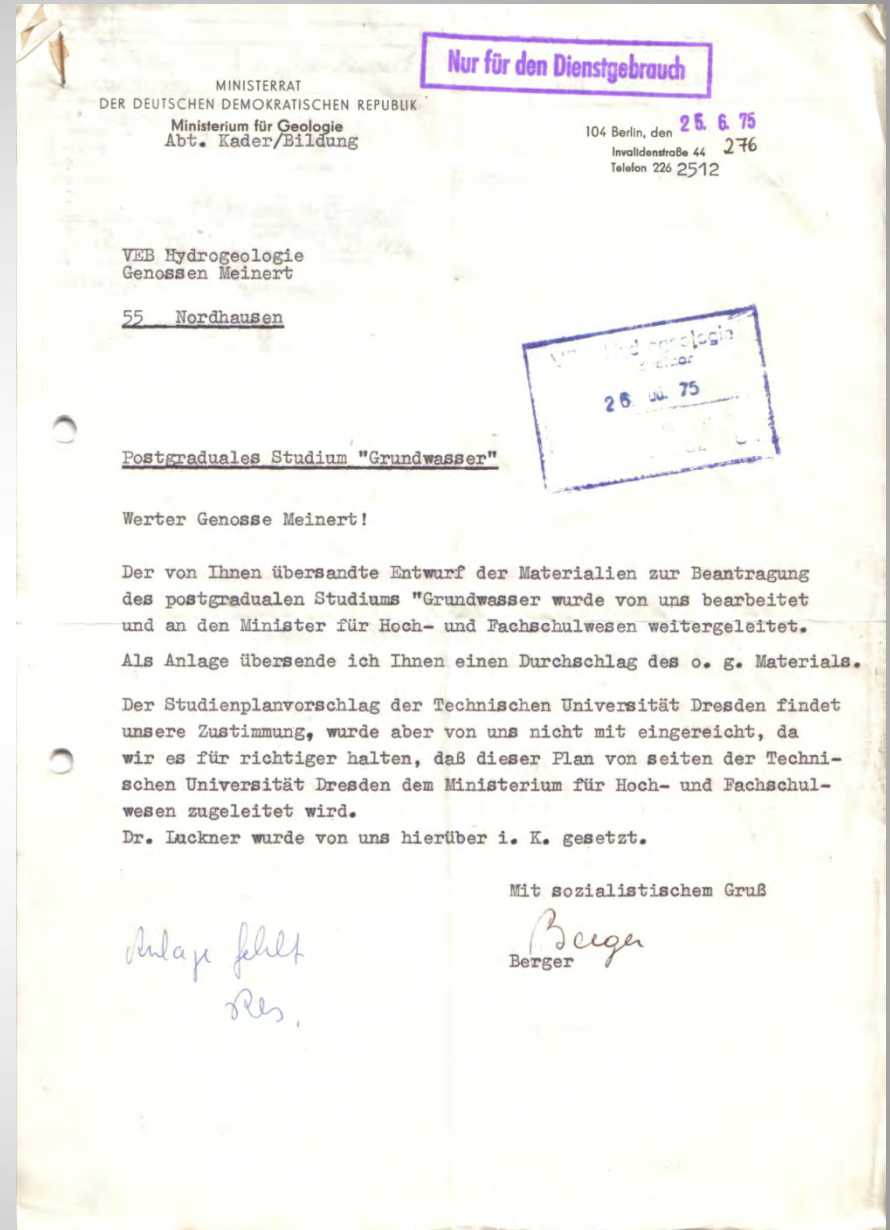 Nur für den Dienstgebrauch
MINISTERRAT
DER DEUTSCHEN DEMOKRATISCHEN REPUBLIK
Ministerium für Geologie
Abt. Kader/Bildung
104 Berlin, den 25. 6. 75
Invalidenstraße 44 276
Telefon 226 2512
VEB Hydrogeologie
Genossen Meinert
55 Nordhausen
26. 75
Postgraduales Studium "Grundwasser"
Werter Genosse Meinert!
Der von Ihnen übersandte Entwurf der Materialien zur Beantragung
des postgradualen Studiums "Grundwasser wurde von uns bearbeitet
und an den Minister für Hoch- und Fachschulwesen weitergeleitet.
Als Anlage übersende ich Ihnen einen Durchschlag des o. g. Materials.
Der Studienplanvorschlag der Technischen Universität Dresden findet
unsere Zustimmung, wurde aber von uns nicht mit eingereicht, da
wir es für richtiger halten, daß dieser Plan von seiten der Techni-
schen Universität Dresden dem Ministerium für Hoch- und Fachschul-
wesen zugeleitet wird.
Dr. Luckner wurde von uns hierüber i. K. gesetzt.
Mit sozialistischem Gruß
Berger
Berger
Anlage fehlt